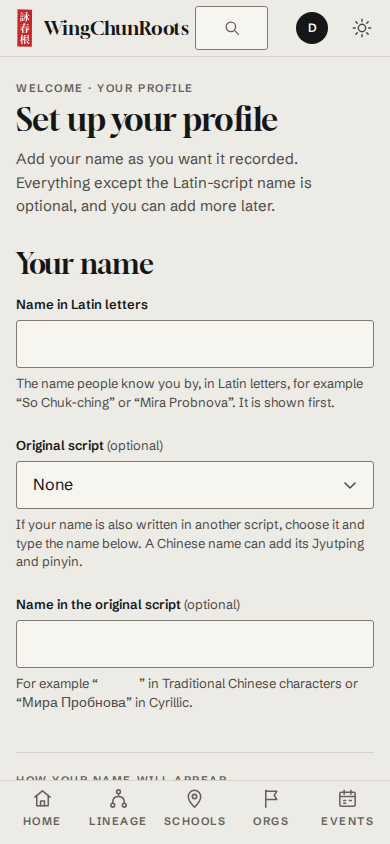 詠春根
WingChunRoots
D
WELCOME · YOUR PROFILE
Set up your profile
Add your name as you want it recorded.
Everything except the Latin-script name is
optional, and you can add more later.
Your name
Name in Latin letters
The name people know you by, in Latin letters, for example
“So Chuk-ching” or “Mira Probnova”. It is shown first.
Original script (optional)
None
If your name is also written in another script, choose it and
type the name below. A Chinese name can add its Jyutping
and pinyin.
Name in the original script (optional)
For example “ ” in Traditional Chinese characters or
“Мира Пробнова” in Cyrillic.
HOW YOUR NAME WILL APPEAR
HOME
LINEAGE
SCHOOLS
ORGS
EVENTS